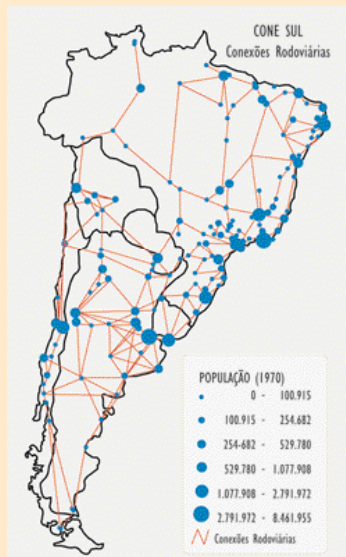 CONE SUL
Conexões Rodoviárias
POPULAÇÃO (1970)
0 - 100.915
100.915 - 254.682
254-682 - 529.780
529.780 - 1.077.908
1.077.908 - 2.791.972
2.791.972 - 8.461.955
Conexões Rodoviárias